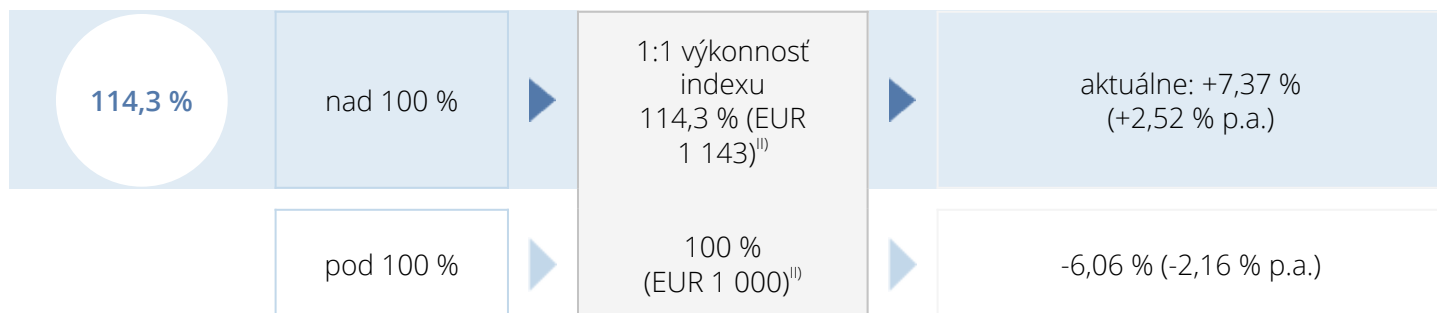 114,3 %
nad 100 %
1:1 výkonnosť
indexu
114,3 % (EUR
1 143)II)
aktuálne: +7,37 %
(+2,52 % p.a.)
pod 100 %
100 %
(EUR 1 000)II)
-6,06 % (-2,16 % p.a.)